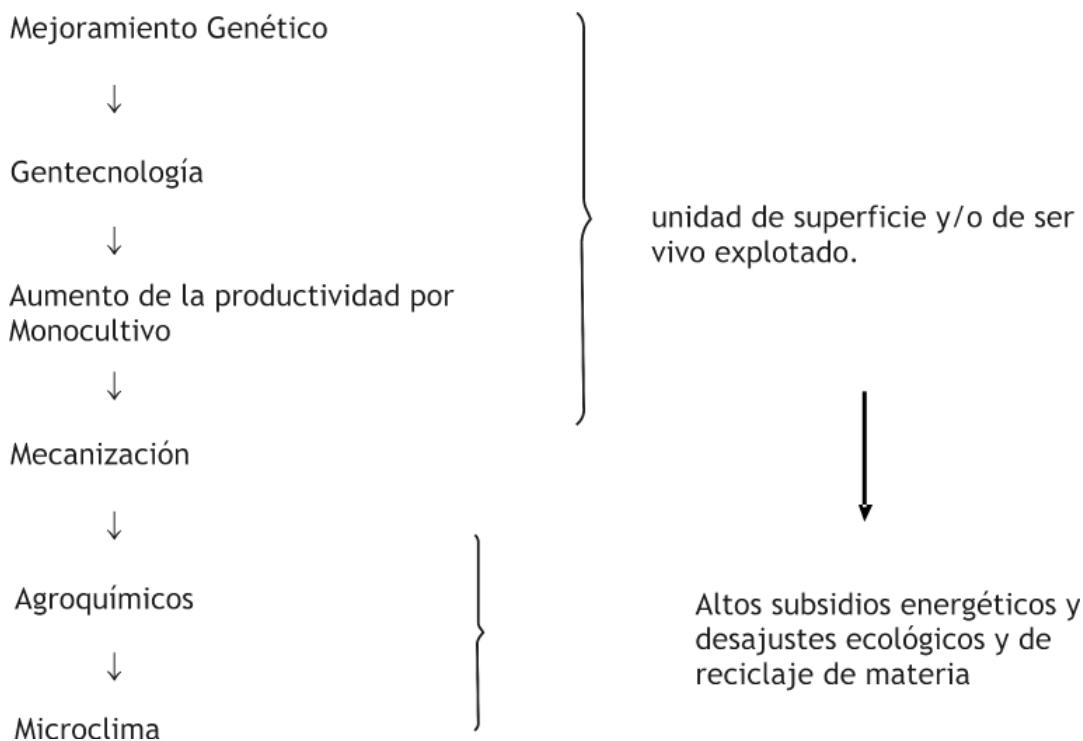 Mejoramiento Genético
↓
Gentecnología
↓
Aumento de la productividad por
Monocultivo
↓
Mecanización
↓
Agroquímicos
↓
Microclima
unidad de superficie y/o de ser
vivo explotado.
Altos subsidios energéticos y
desajustes ecológicos y de
reciclaje de materia